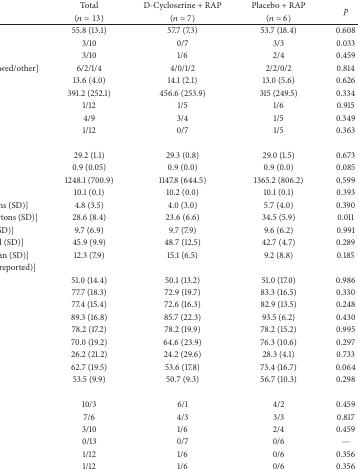 Total D-Cycloserine + RAP Placebo + RAP p
(n = 13) (n = 7) (n = 6)
55.8 (13.1) 57.7 (7.3) 53.7 (18.4) 0.608
3/10 0/7 3/3 0.033
3/10 1/6 2/4 0.459
wed/other] 6/2/1/4 4/0/1/2 2/2/0/2 0.814
13.6 (4.0) 14.1 (2.1) 13.0 (5.6) 0.626
391.2 (252.1) 456.6 (253.9) 315 (249.5) 0.334
1/12 1/5 1/6 0.915
4/9 3/4 1/5 0.349
1/12 0/7 1/5 0.363
29.2 (1.1) 29.3 (0.8) 29.0 (1.5) 0.673
0.9 (0.05) 0.9 (0.0) 0.9 (0.0) 0.085
1248.1 (700.9) 1147.8 (644.5) 1365.2 (806.2) 0.599
10.1 (0.1) 10.2 (0.0) 10.1 (0.1) 0.393
ns (SD)] 4.8 (3.5) 4.0 (3.0) 5.7 (4.0) 0.390
rtons (SD)] 28.6 (8.4) 23.6 (6.6) 34.5 (5.9) 0.011
SD)] 9.7 (6.9) 9.7 (7.9) 9.6 (6.2) 0.991
l (SD)] 45.9 (9.9) 48.7 (12.5) 42.7 (4.7) 0.289
an (SD)] 12.3 (7.9) 15.1 (6.5) 9.2 (8.8) 0.185
reported)]
51.0 (14.4) 50.1 (13.2) 51.0 (17.0) 0.986
77.7 (18.3) 72.9 (19.7) 83.3 (16.5) 0.330
77.4 (15.4) 72.6 (16.3) 82.9 (13.5) 0.248
89.3 (16.8) 85.7 (22.3) 93.5 (6.2) 0.430
78.2 (17.2) 78.2 (19.9) 78.2 (15.2) 0.995
70.0 (19.2) 64.6 (23.9) 76.3 (10.6) 0.297
26.2 (21.2) 24.2 (29.6) 28.3 (4.1) 0.733
62.7 (19.5) 53.6 (17.8) 73.4 (16.7) 0.064
53.5 (9.9) 50.7 (9.3) 56.7 (10.3) 0.298
10/3 6/1 4/2 0.459
7/6 4/3 3/3 0.817
3/10 1/6 2/4 0.459
0/13 0/7 0/6 —
1/12 1/6 0/6 0.356
1/12 1/6 0/6 0.356